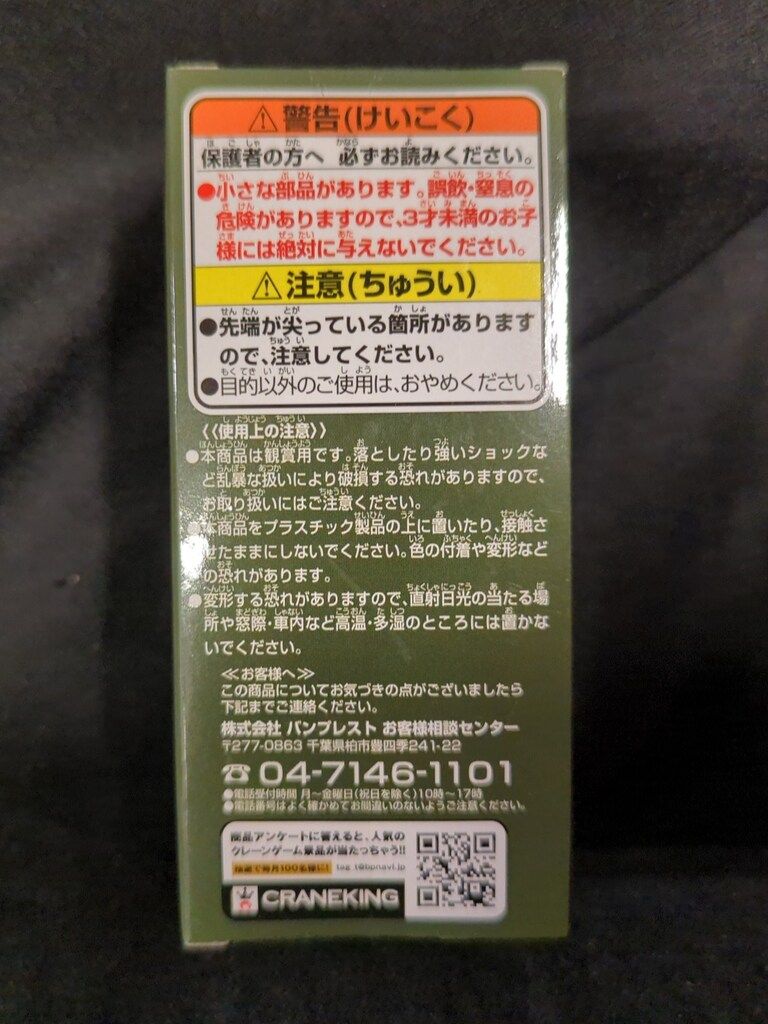 ⚠警告(けいこく)
保護者の方へ 必ずお読みください。
●小さな部品があります。誤飲・窒息の
危険がありますので、3才未満のお子
様には絶対に与えないでください。
⚠注意(ちゅうい)
●先端が尖っている箇所があります
ので、注意してください。
●目的以外のご使用は、おやめください。
《使用上の注意》
●本商品は観賞用です。落としたり強いショックな
ど乱暴な扱いにより破損する恐れがありますので、
お取り扱いにはご注意ください。
●本商品をプラスチック製品の上に置いたり、接触さ
せたままにしないでください。色の付着や変形など
の恐れがあります。
●変形する恐れがありますので、直射日光の当たる場
所や窓際・車内など高温・多湿のところには置かな
いでください。
≪お客様へ≫
この商品についてお気づきの点がございましたら
下記までご連絡ください。
株式会社 バンプレスト お客様相談センター
〒277-0863 千葉県柏市豊四季241-22
☎04-7146-1101
●電話受付時間 月〜金曜日(祝日を除く)10時〜17時
●電話番号はよく確かめてお間違いのないようご注意ください。
商品アンケートに答えると、人気の
クレーンゲーム景品が当たっちゃう!!
抽選で毎月100名様に!
CRANEKING